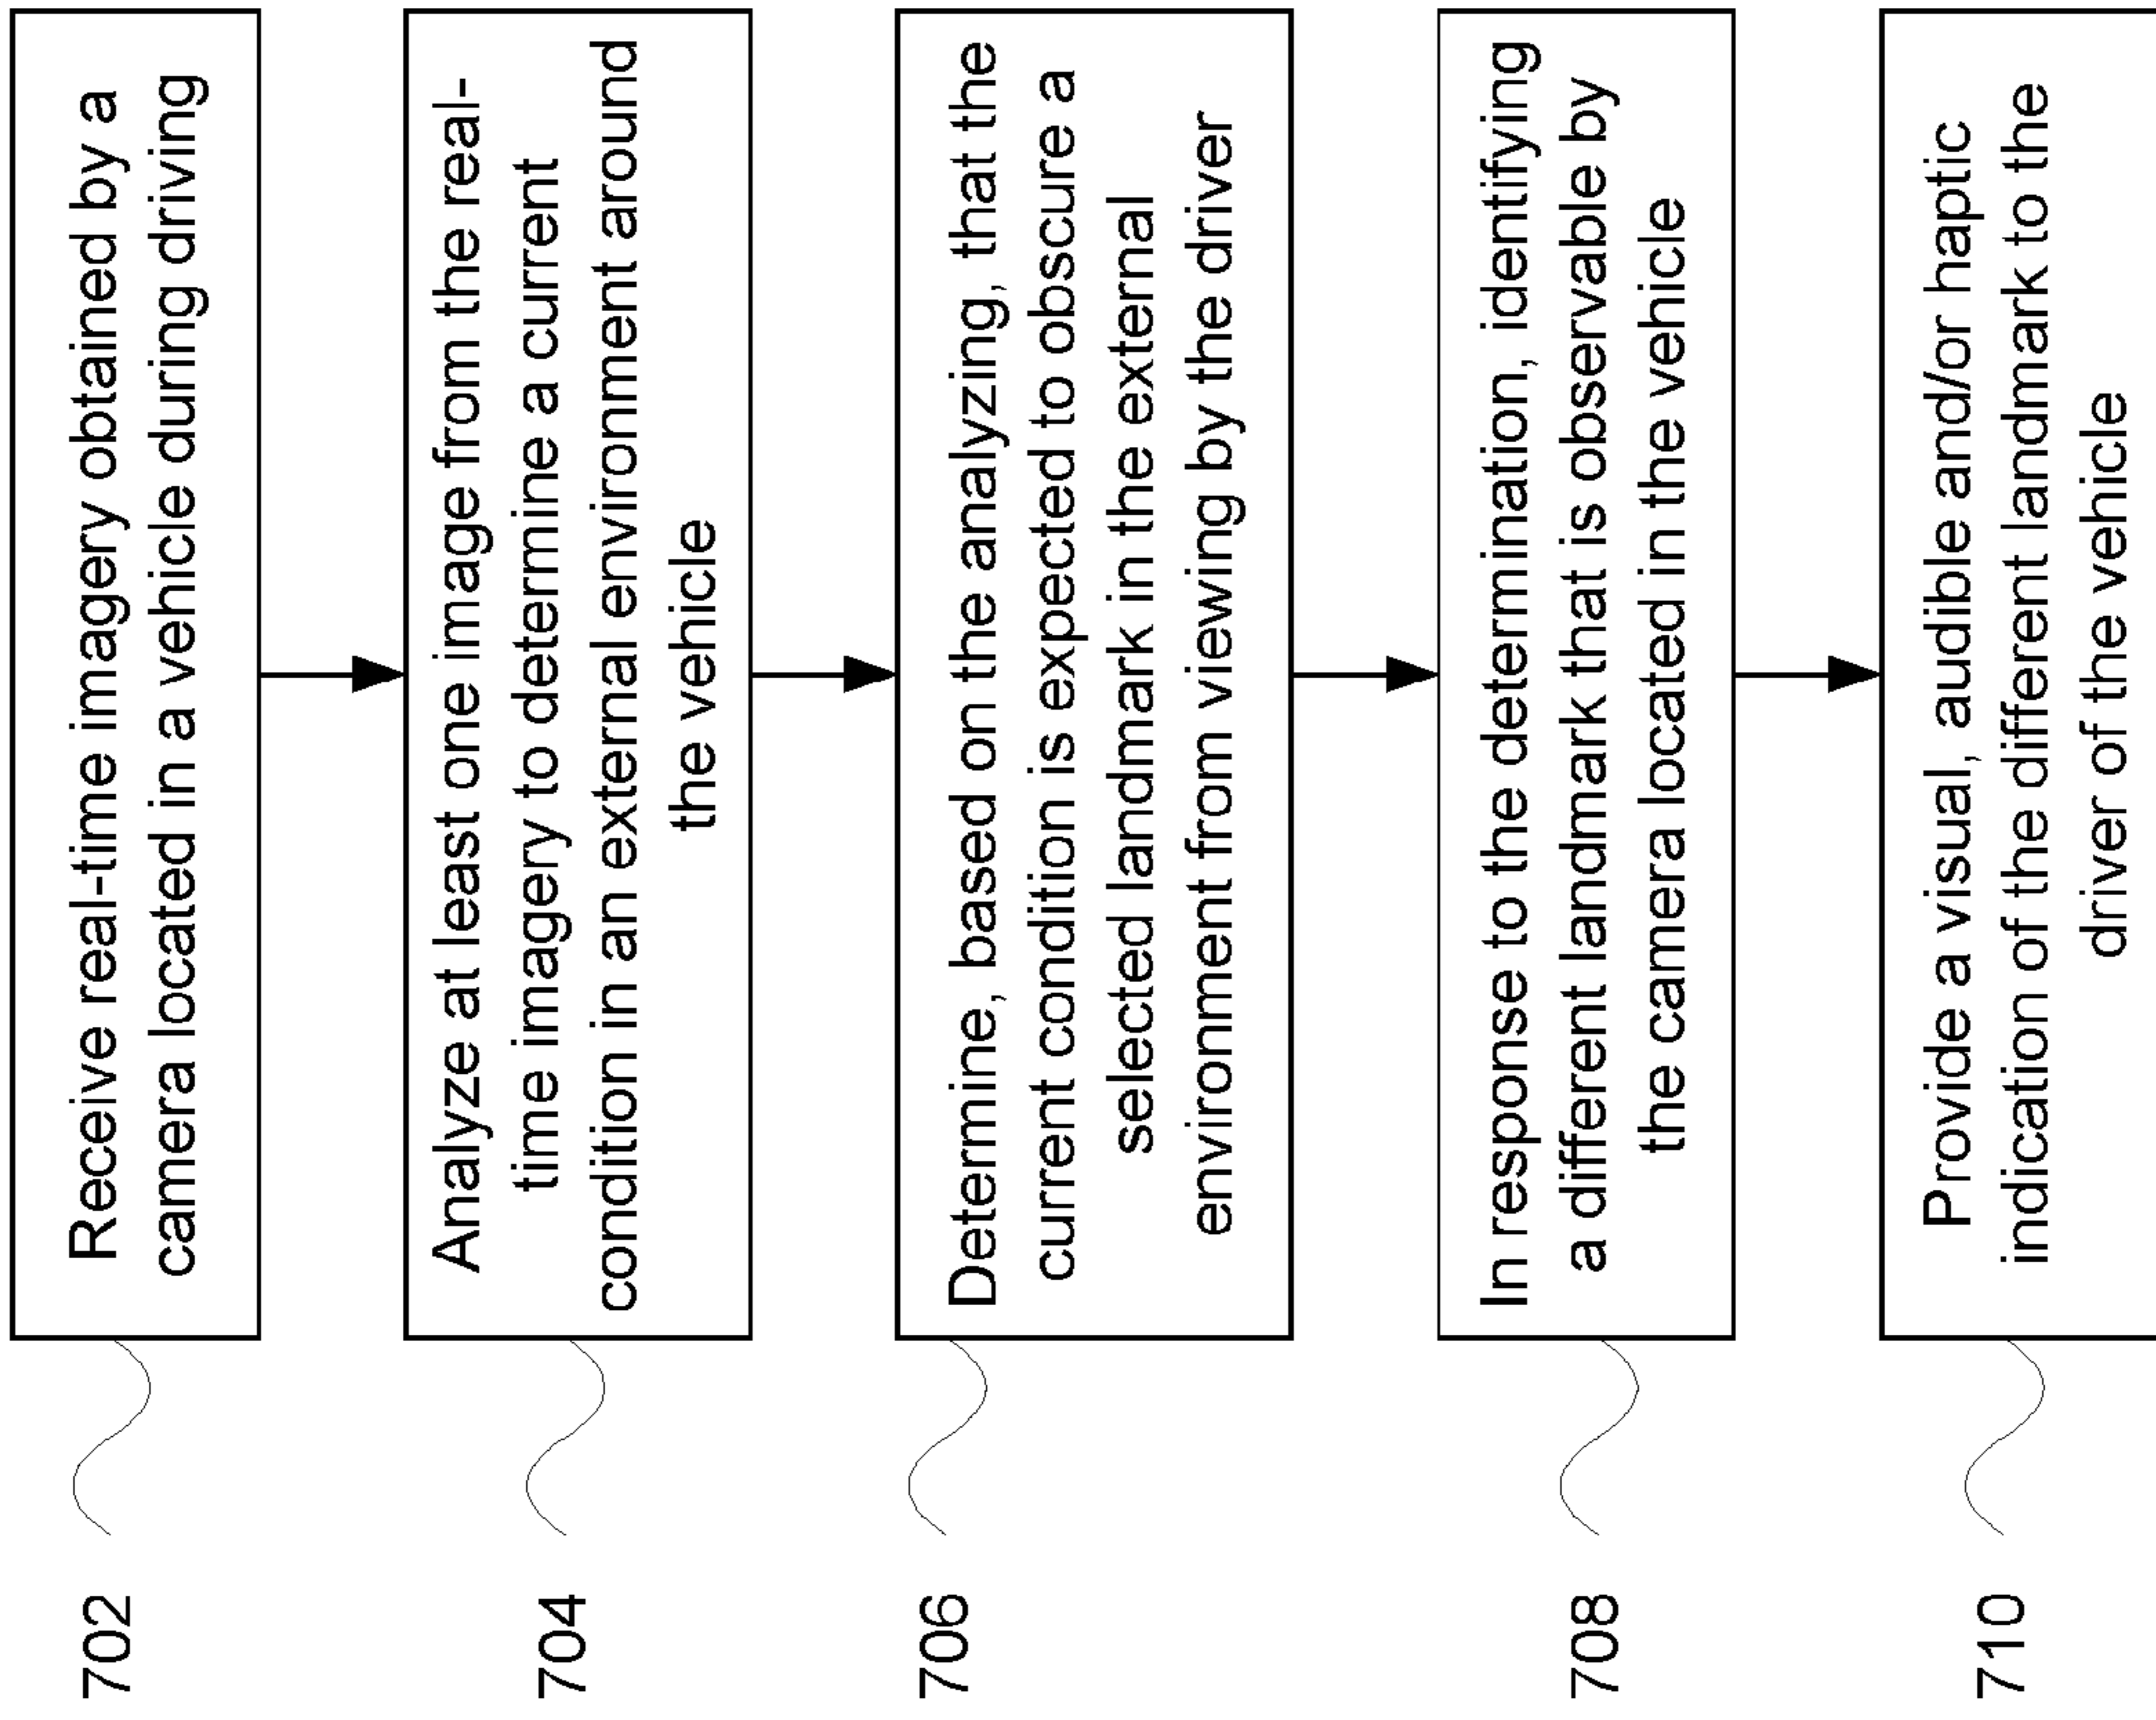 702
Receive real-time imagery obtained by a
camera located in a vehicle during driving
704
Analyze at least one image from the real-
time imagery to determine a current
condition in an external environment around
the vehicle
706
Determine, based on the analyzing, that the
current condition is expected to obscure a
selected landmark in the external
environment from viewing by the driver
708
In response to the determination, identifying
a different landmark that is observable by
the camera located in the vehicle
710
Provide a visual, audible and/or haptic
indication of the different landmark to the
driver of the vehicle